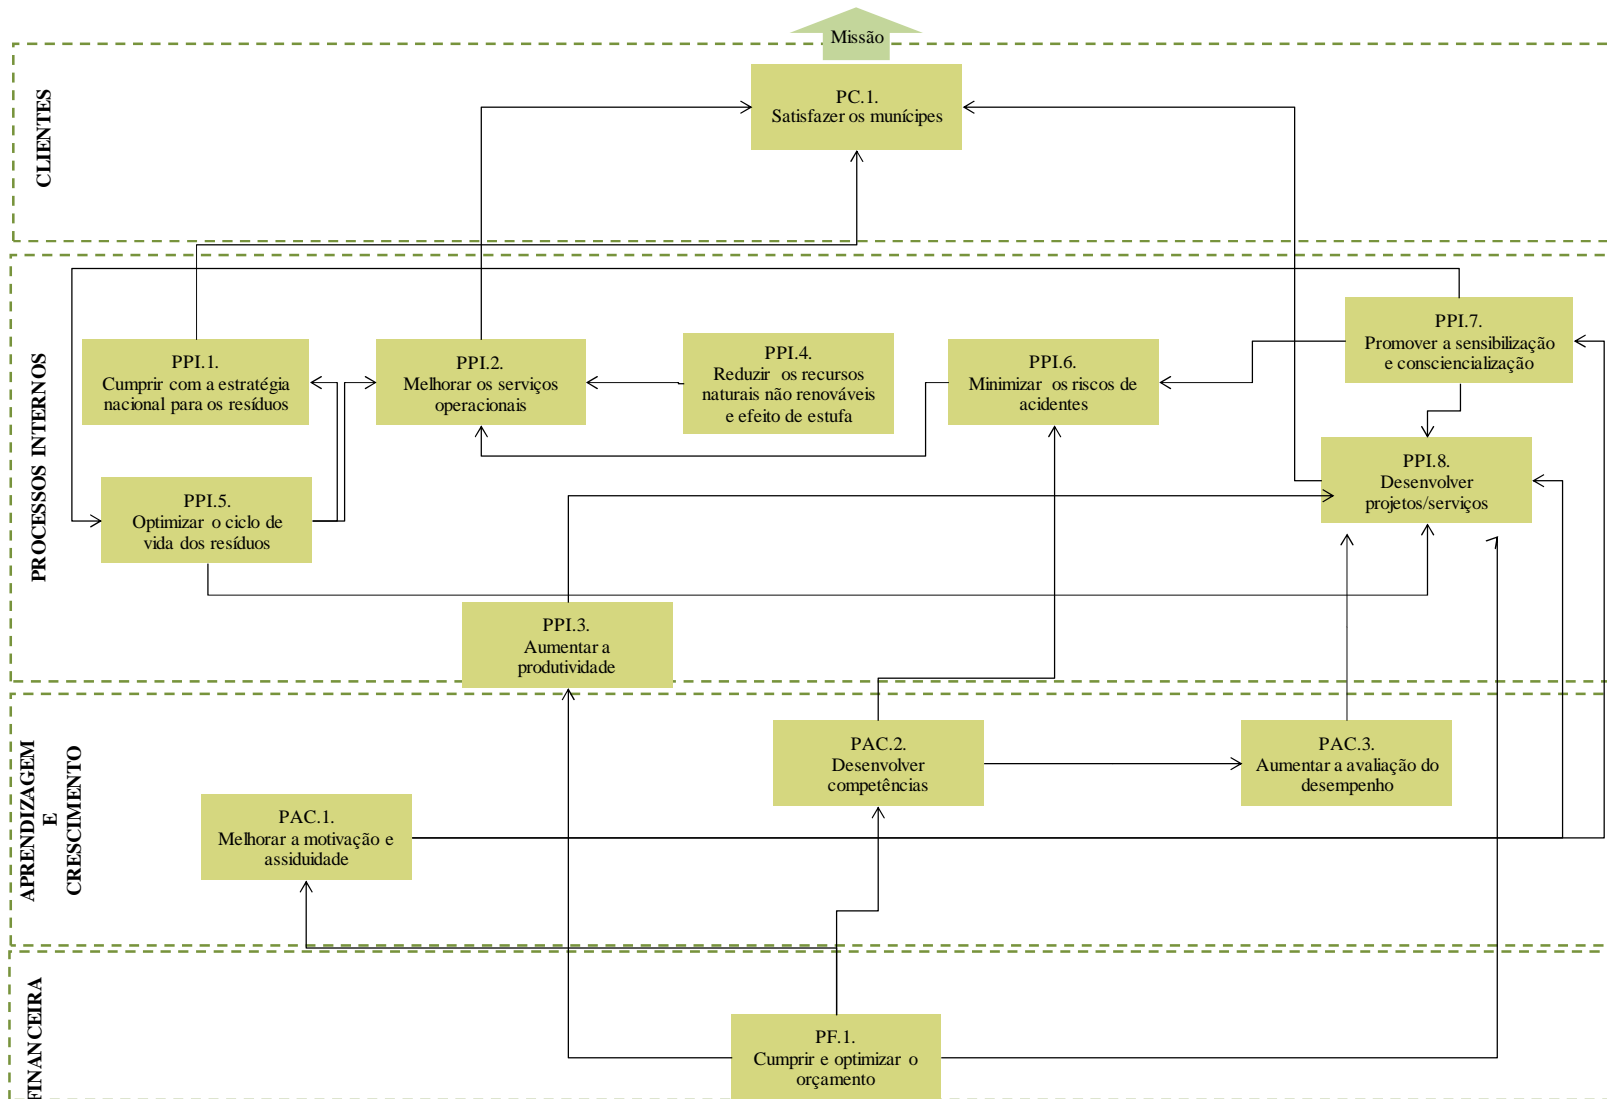 Missão
CLIENTES
PC.1.
Satisfazer os munícipes
PROCESSOS INTERNOS
PPI.1.
Cumprir com a estratégia
nacional para os resíduos
PPI.2.
Melhorar os serviços
operacionais
PPI.4.
Reduzir os recursos
naturais não renováveis
e efeito de estufa
PPI.6.
Minimizar os riscos de
acidentes
PPI.7.
Promover a sensibilização
e consciencialização
PPI.5.
Optimizar o ciclo de
vida dos resíduos
PPI.8.
Desenvolver
projetos/serviços
PPI.3.
Aumentar a
produtividade
APRENDIZAGEM
E
CRESCIMENTO
PAC.1.
Melhorar a motivação e
assiduidade
PAC.2.
Desenvolver
competências
PAC.3.
Aumentar a avaliação do
desempenho
FINANCEIRA
PF.1.
Cumprir e optimizar o
orçamento